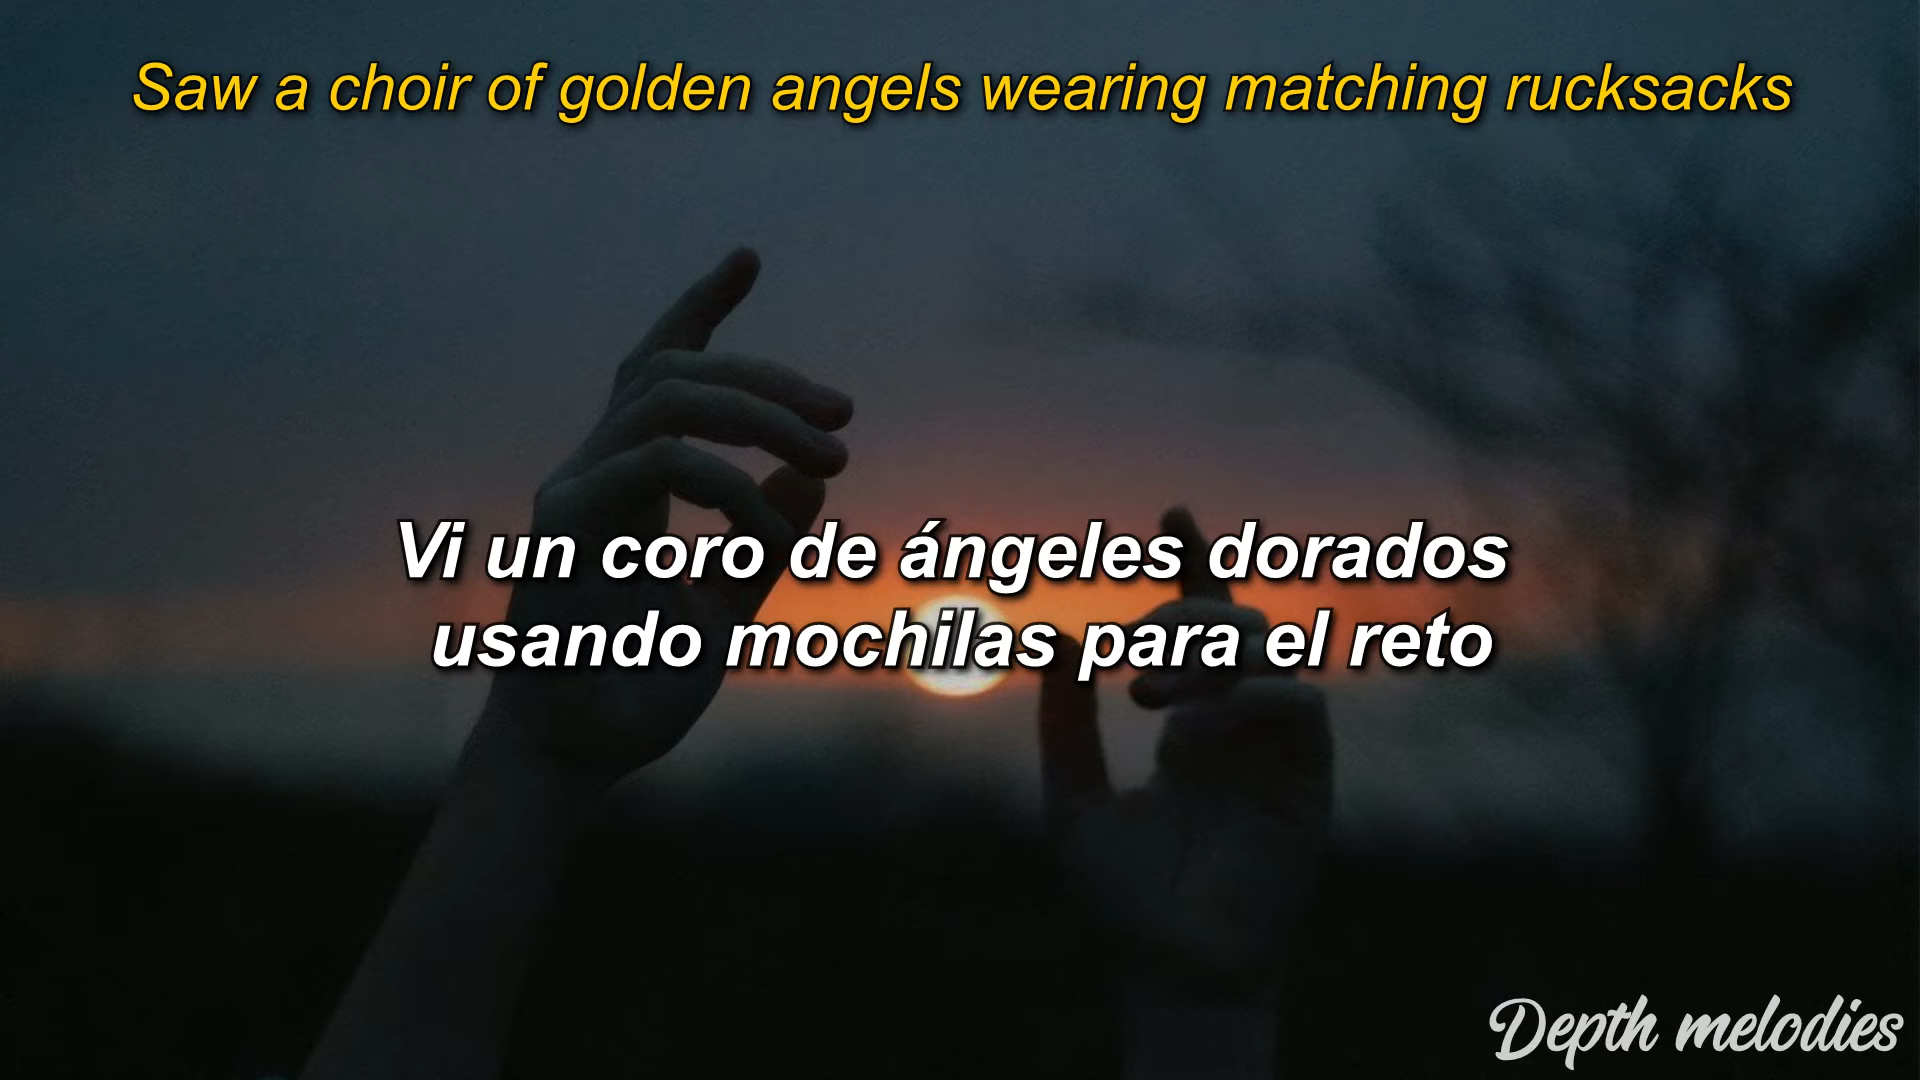 Saw a choir of golden angels wearing matching rucksacks
Vi un coro de ángeles dorados
usando mochilas para el reto
Depth melodies